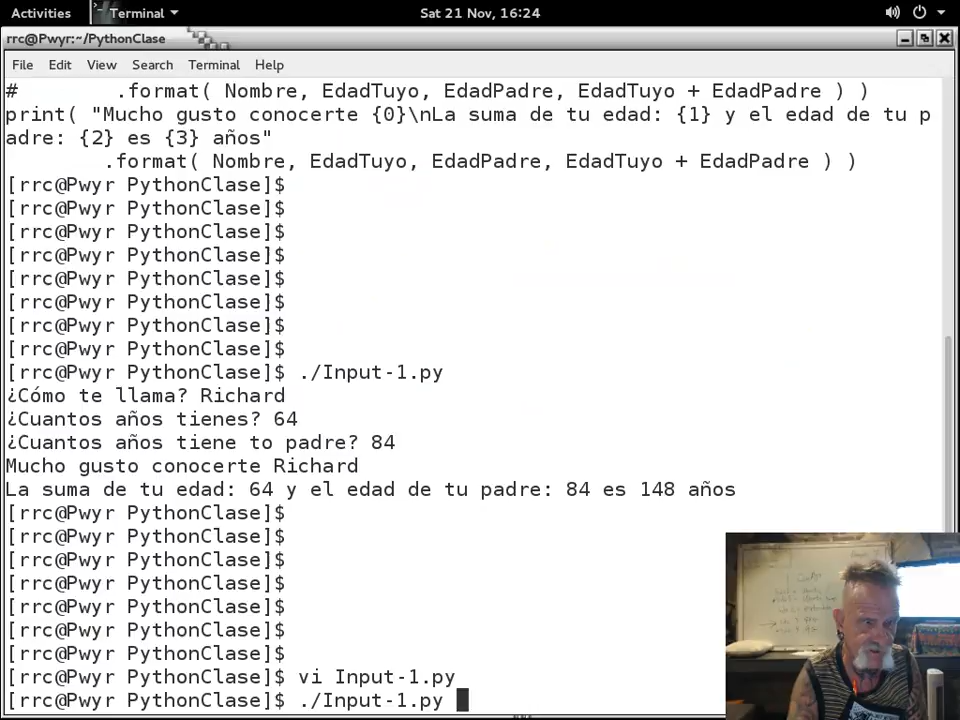 Activities Terminal Sat 21 Nov, 16:24
rrc@Pwyr:~/PythonClase
File Edit View Search Terminal Help
# .format( Nombre, EdadTuyo, EdadPadre, EdadTuyo + EdadPadre ) )
print( "Mucho gusto conocerte {0}\nLa suma de tu edad: {1} y el edad de tu p
adre: {2} es {3} años"
.format( Nombre, EdadTuyo, EdadPadre, EdadTuyo + EdadPadre ) )
[rrc@Pwyr PythonClase]$
[rrc@Pwyr PythonClase]$
[rrc@Pwyr PythonClase]$
[rrc@Pwyr PythonClase]$
[rrc@Pwyr PythonClase]$
[rrc@Pwyr PythonClase]$
[rrc@Pwyr PythonClase]$
[rrc@Pwyr PythonClase]$
[rrc@Pwyr PythonClase]$ ./Input-1.py
¿Cómo te llama? Richard
¿Cuantos años tienes? 64
¿Cuantos años tiene to padre? 84
Mucho gusto conocerte Richard
La suma de tu edad: 64 y el edad de tu padre: 84 es 148 años
[rrc@Pwyr PythonClase]$
[rrc@Pwyr PythonClase]$
[rrc@Pwyr PythonClase]$
[rrc@Pwyr PythonClase]$
[rrc@Pwyr PythonClase]$
[rrc@Pwyr PythonClase]$
[rrc@Pwyr PythonClase]$
[rrc@Pwyr PythonClase]$ vi Input-1.py
[rrc@Pwyr PythonClase]$ ./Input-1.py